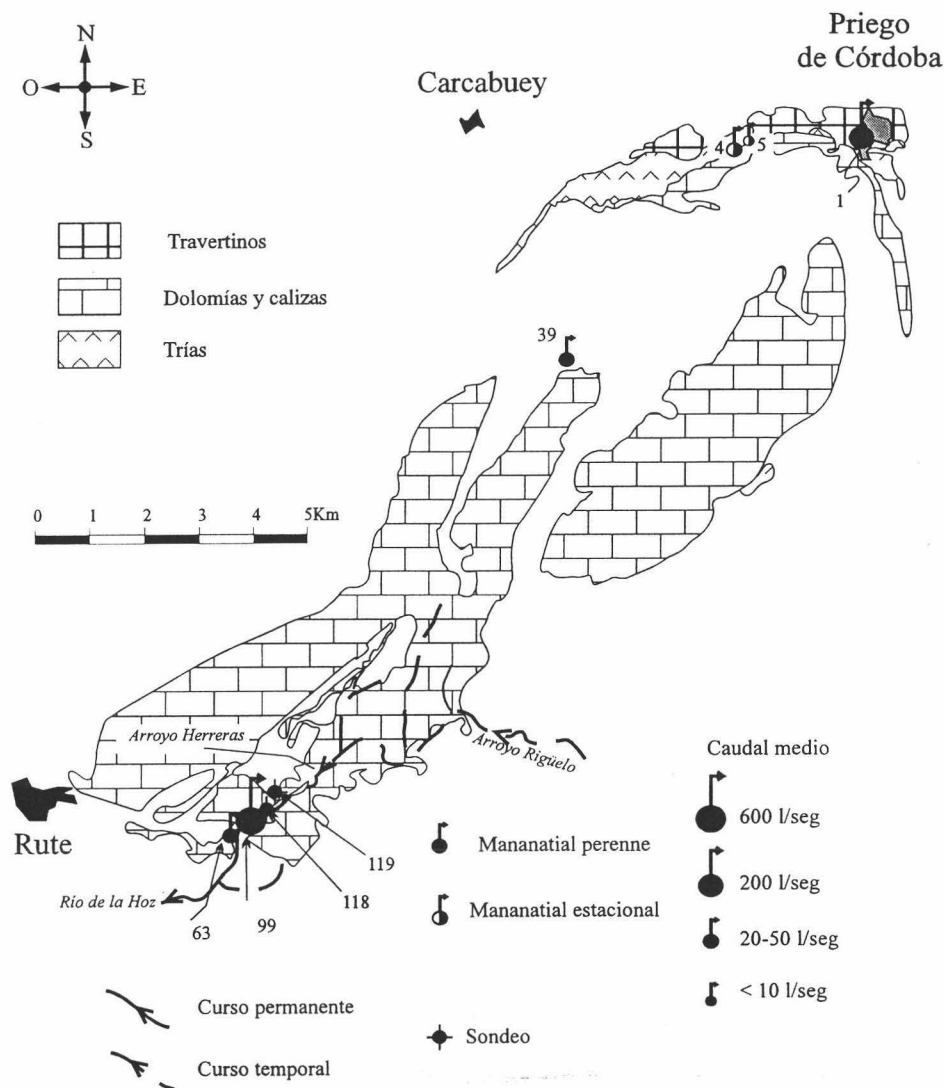 N
O
E
S
Carcabuey
Priego
de Córdoba
4
5
1
Travertinos
Dolomías y calizas
Trías
39
0 1 2 3 4 5Km
Arroyo Herreras
Arroyo Rigüelo
Rute
Río de la Hoz
63
99
118
119
Mananatial perenne
Mananatial estacional
Caudal medio
600 l/seg
200 l/seg
20-50 l/seg
< 10 l/seg
Curso permanente
Curso temporal
Sondeo